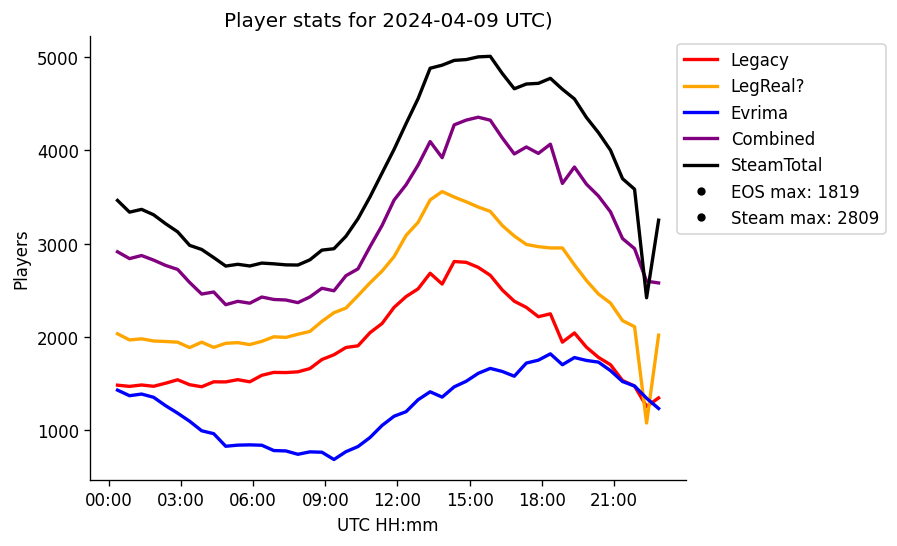 Player stats for 2024-04-09 UTC)
5000
4000
3000
2000
1000
Players
00:00 03:00 06:00 09:00 12:00 15:00 18:00 21:00
UTC HH:mm
Legacy
LegReal?
Evrima
Combined
SteamTotal
EOS max: 1819
Steam max: 2809